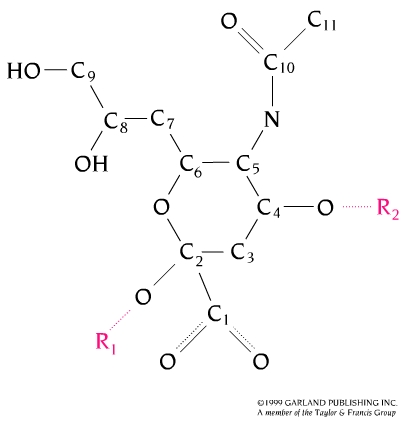 O C11
C10
HO C9
N
C8 C7
OH
C6 C5
O C4 O R2
C2 C3
O
C1
R1
O O
©1999 GARLAND PUBLISHING INC.
A member of the Taylor & Francis Group